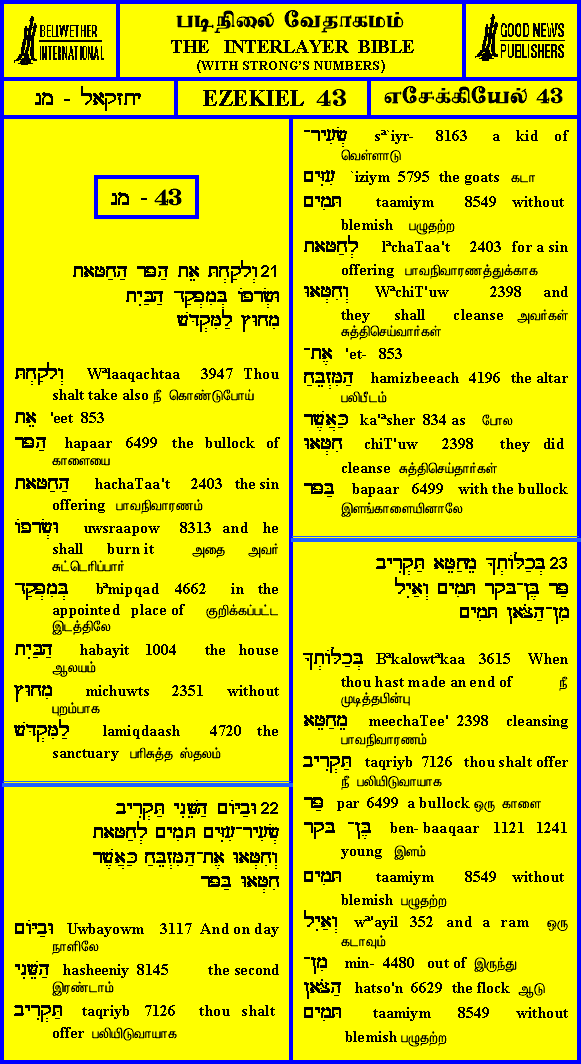 BELLWETHER
INTERNATIONAL
படிநிலை வேதாகமம்
THE INTERLAYER BIBLE
(WITH STRONG'S NUMBERS)
GOOD NEWS
PUBLISHERS
יחזקאל - מג
EZEKIEL 43
எசேக்கியேல் 43
מג - 43
21 וְלָקַחְתָּ אֵת הַפַּר הַחַטָּאת
וּשְׂרָפוֹ בְּמִפְקַד הַבַּיִת
מִחוּץ לַמִּקְדָּשׁ
וְלָקַחְתָּ Wªlaaqachtaa 3947 Thou
shalt take also நீ கொண்டுபோய்
אֵת 'eet 853
הַפַּר hapaar 6499 the bullock of
காளையை
הַחַטָּאת hachaTaa't 2403 the sin
offering பாவநிவாரணம்
וּשְׂרָפוֹ uwsraapow 8313 and he
shall burn it அதை அவர்
சுட்டெரிப்பார்
בְּמִפְקַד bªmipqad 4662 in the
appointed place of குறிக்கப்பட்ட
இடத்திலே
הַבַּיִת habayit 1004 the house
ஆலயம்
מִחוּץ michuwts 2351 without
புறம்பாக
לַמִּקְדָּשׁ lamiqdaash 4720 the
sanctuary பரிசுத்த ஸ்தலம்
22 וּבַיּוֹם הַשֵּׁנִי תַּקְרִיב
שְׂעִיר־עִזִּים תָּמִים לְחַטָּאת
וְחִטְּאוּ אֶת־הַמִּזְבֵּחַ כַּאֲשֶׁר
חִטְּאוּ בַּפָּר
וּבַיּוֹם Uwbayowm 3117 And on day
நாளிலே
הַשֵּׁנִי hasheeniy 8145 the second
இரண்டாம்
תַּקְרִיב taqriyb 7126 thou shalt
offer பலியிடுவாயாக
שְׂעִיר־ sª`iyr- 8163 a kid of
வெள்ளாடு
עִזִּים `iziym 5795 the goats கடா
תָּמִים taamiym 8549 without
blemish பழுதற்ற
לְחַטָּאת lªchaTaa't 2403 for a sin
offering பாவநிவாரணத்துக்காக
וְחִטְּאוּ WªchiT'uw 2398 and
they shall cleanse அவர்கள்
சுத்திசெய்வார்கள்
אֶת־ 'et- 853
הַמִּזְבֵּחַ hamizbeeach 4196 the altar
பலிபீடம்
כַּאֲשֶׁר ka'ªsher 834 as போல
חִטְּאוּ chiT'uw 2398 they did
cleanse சுத்திசெய்தார்கள்
בַּפָּר bapaar 6499 with the bullock
இளங்காளையினாலே
23 בְּכַלּוֹתְךָ מֵחַטֵּא תַּקְרִיב
פַּר בֶּן־בָּקָר תָּמִים וְאַיִל
מִן־הַצֹּאן תָּמִים
בְּכַלּוֹתְךָ Bªkalowtªkaa 3615 When
thou hast made an end of நீ
முடித்தபின்பு
מֵחַטֵּא meechaTee' 2398 cleansing
பாவநிவாரணம்
תַּקְרִיב taqriyb 7126 thou shalt offer
நீ பலியிடுவாயாக
פַּר par 6499 a bullock ஒரு காளை
בֶּן־ בָּקָר ben- baaqaar 1121 1241
young இளம்
תָּמִים taamiym 8549 without
blemish பழுதற்ற
וְאַיִל wª'ayil 352 and a ram ஒரு
கடாவும்
מִן־ min- 4480 out of இருந்து
הַצֹּאן hatso'n 6629 the flock ஆடு
תָּמִים taamiym 8549 without
blemish பழுதற்ற